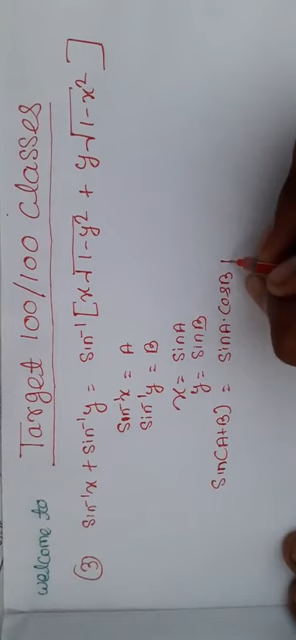 welcome to
Target 100/100 Classes
③ sin⁻¹x + sin⁻¹y = sin⁻¹[x√1-y² + y√1-x²]
sin⁻¹x = A
sin⁻¹y = B
x = sinA
y = sinB
sin(A+B) = sinA·cosB